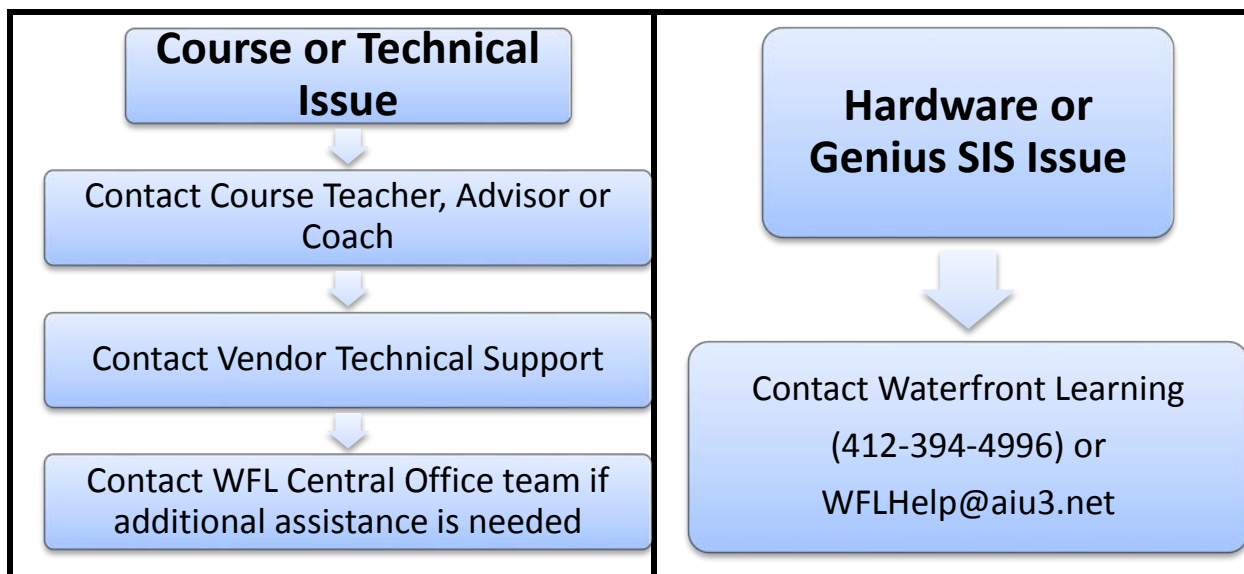 Course or Technical
Issue
Contact Course Teacher, Advisor or
Coach
Contact Vendor Technical Support
Contact WFL Central Office team if
additional assistance is needed
Hardware or
Genius SIS Issue
Contact Waterfront Learning
(412-394-4996) or
WFLHelp@aiu3.net